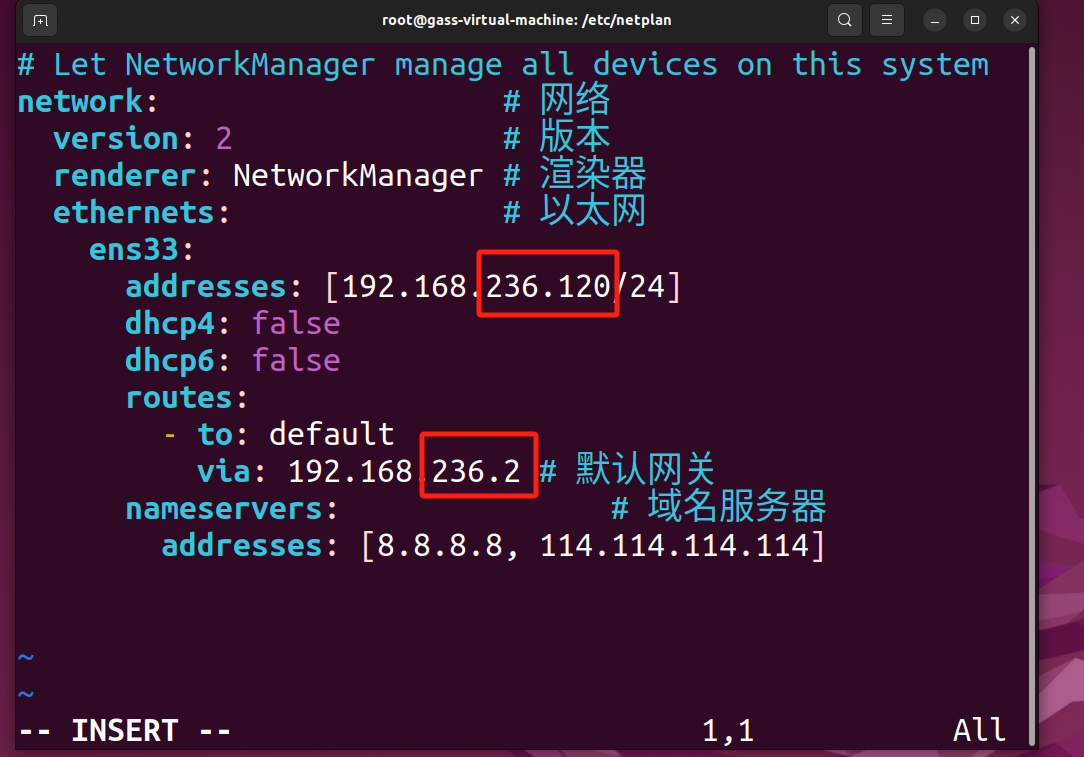 root@gass-virtual-machine: /etc/netplan
# Let NetworkManager manage all devices on this system
network:                   # 网络
  version: 2               # 版本
  renderer: NetworkManager # 渲染器
  ethernets:               # 以太网
    ens33:
      addresses: [192.168.236.120/24]
      dhcp4: false
      dhcp6: false
      routes:
        - to: default
          via: 192.168.236.2 # 默认网关
      nameservers:               # 域名服务器
        addresses: [8.8.8.8, 114.114.114.114]
~
~
-- INSERT --                          1,1           All